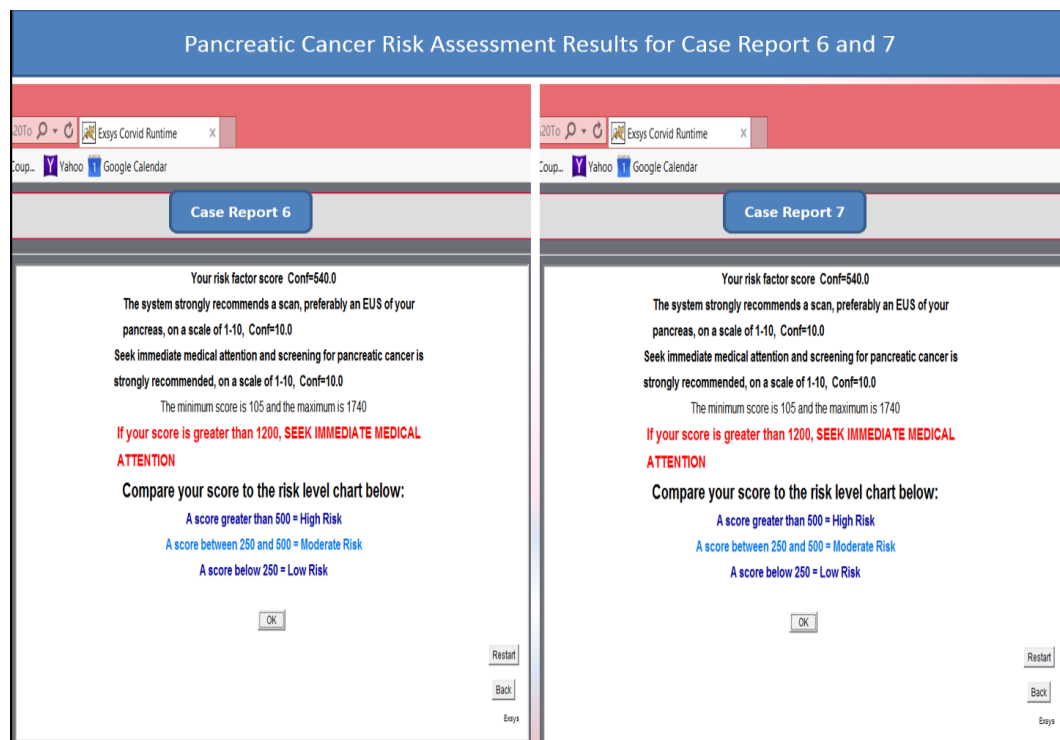 Pancreatic Cancer Risk Assessment Results for Case Report 6 and 7
20To
Exsys Corvid Runtime
x
Coup...
Yahoo
1
Google Calendar
Case Report 6
Your risk factor score Conf=540.0
The system strongly recommends a scan, preferably an EUS of your
pancreas, on a scale of 1-10, Conf=10.0
Seek immediate medical attention and screening for pancreatic cancer is
strongly recommended, on a scale of 1-10, Conf=10.0
The minimum score is 105 and the maximum is 1740
If your score is greater than 1200, SEEK IMMEDIATE MEDICAL
ATTENTION
Compare your score to the risk level chart below:
A score greater than 500 = High Risk
A score between 250 and 500 = Moderate Risk
A score below 250 = Low Risk
OK
Restart
Back
Exsys
20To
Exsys Corvid Runtime
x
Coup...
Yahoo
1
Google Calendar
Case Report 7
Your risk factor score Conf=540.0
The system strongly recommends a scan, preferably an EUS of your
pancreas, on a scale of 1-10, Conf=10.0
Seek immediate medical attention and screening for pancreatic cancer is
strongly recommended, on a scale of 1-10, Conf=10.0
The minimum score is 105 and the maximum is 1740
If your score is greater than 1200, SEEK IMMEDIATE MEDICAL
ATTENTION
Compare your score to the risk level chart below:
A score greater than 500 = High Risk
A score between 250 and 500 = Moderate Risk
A score below 250 = Low Risk
OK
Restart
Back
Exsys